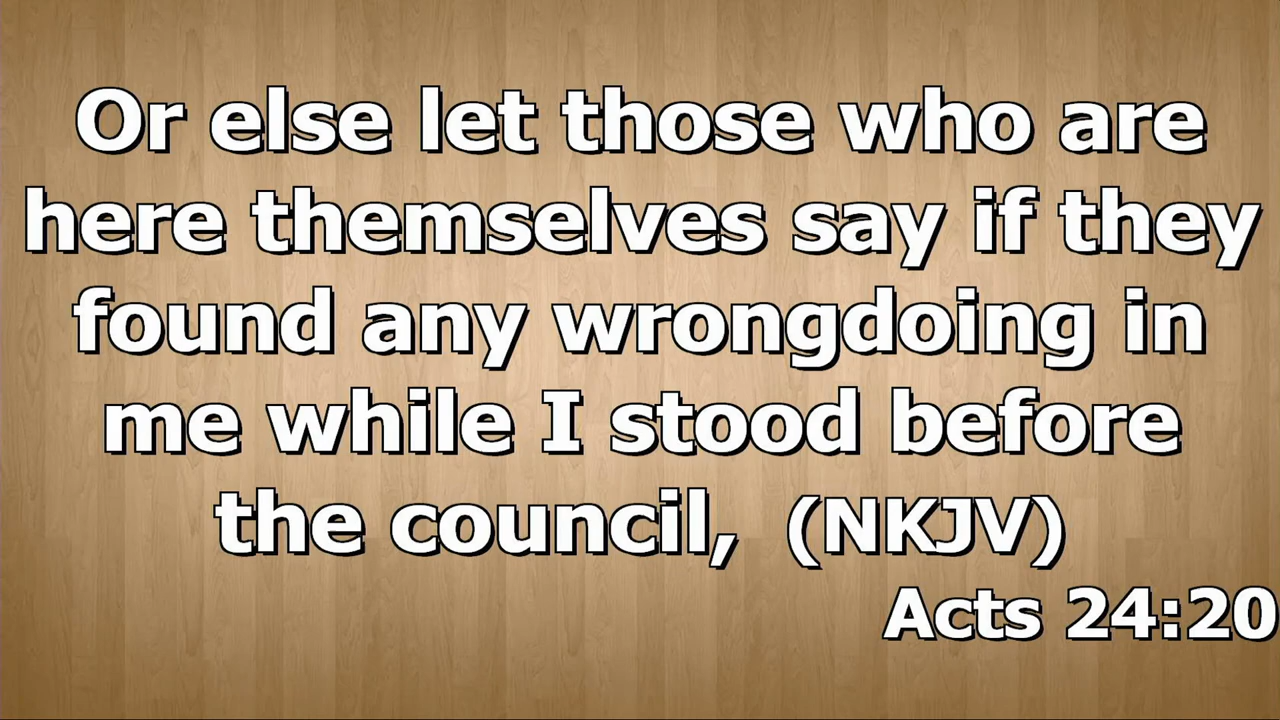 Or else let those who are
here themselves say if they
found any wrongdoing in
me while I stood before
the council,  (NKJV)
Acts 24:20